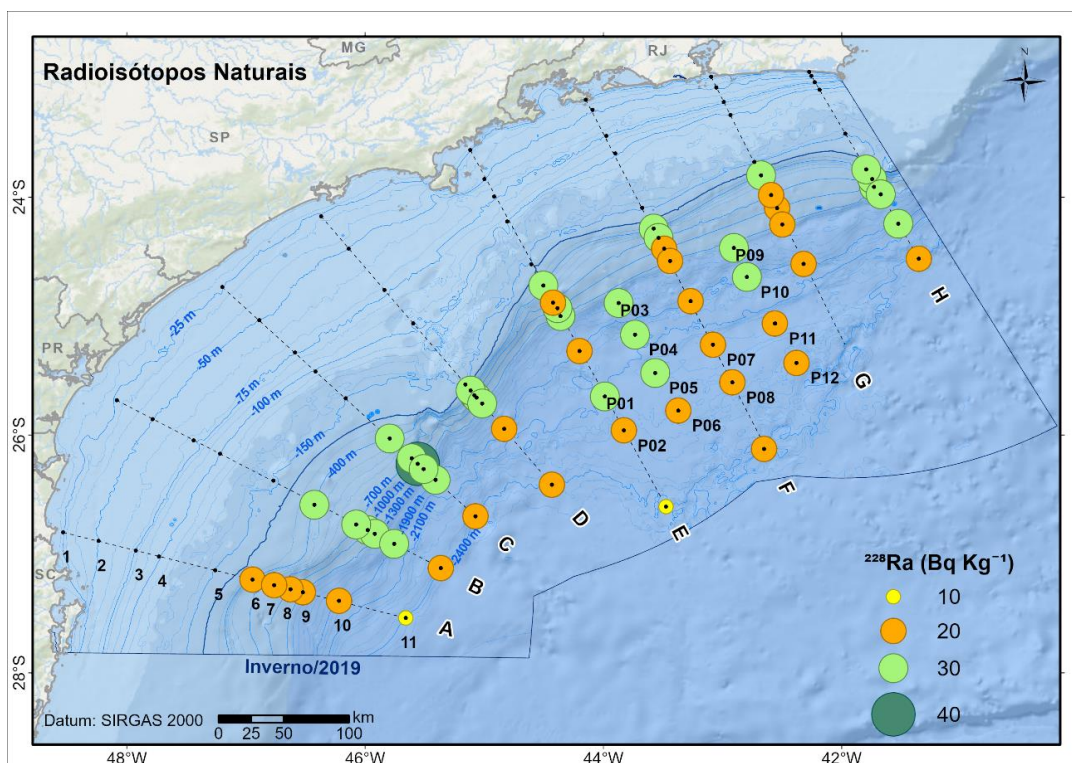 MG
RJ
N
Radioisótopos Naturais
SP
24°S
24°S
PR
-25 m
-50 m
-75 m
-100 m
-150 m
-400 m
-700 m
-1000 m
-1300 m
-1900 m
-2100 m
-2400 m
P09
P10
P03
P04
P11
P07
P05
P12
P01
P08
P06
P02
H
G
F
E
D
C
B
A
26°S
26°S
SC
1
2
3
4
5
6
7
8
9
10
11
Inverno/2019
28°S
28°S
²²⁸Ra (Bq Kg⁻¹)
10
20
30
40
Datum: SIRGAS 2000
km
0 25 50 100
48°W
46°W
44°W
42°W